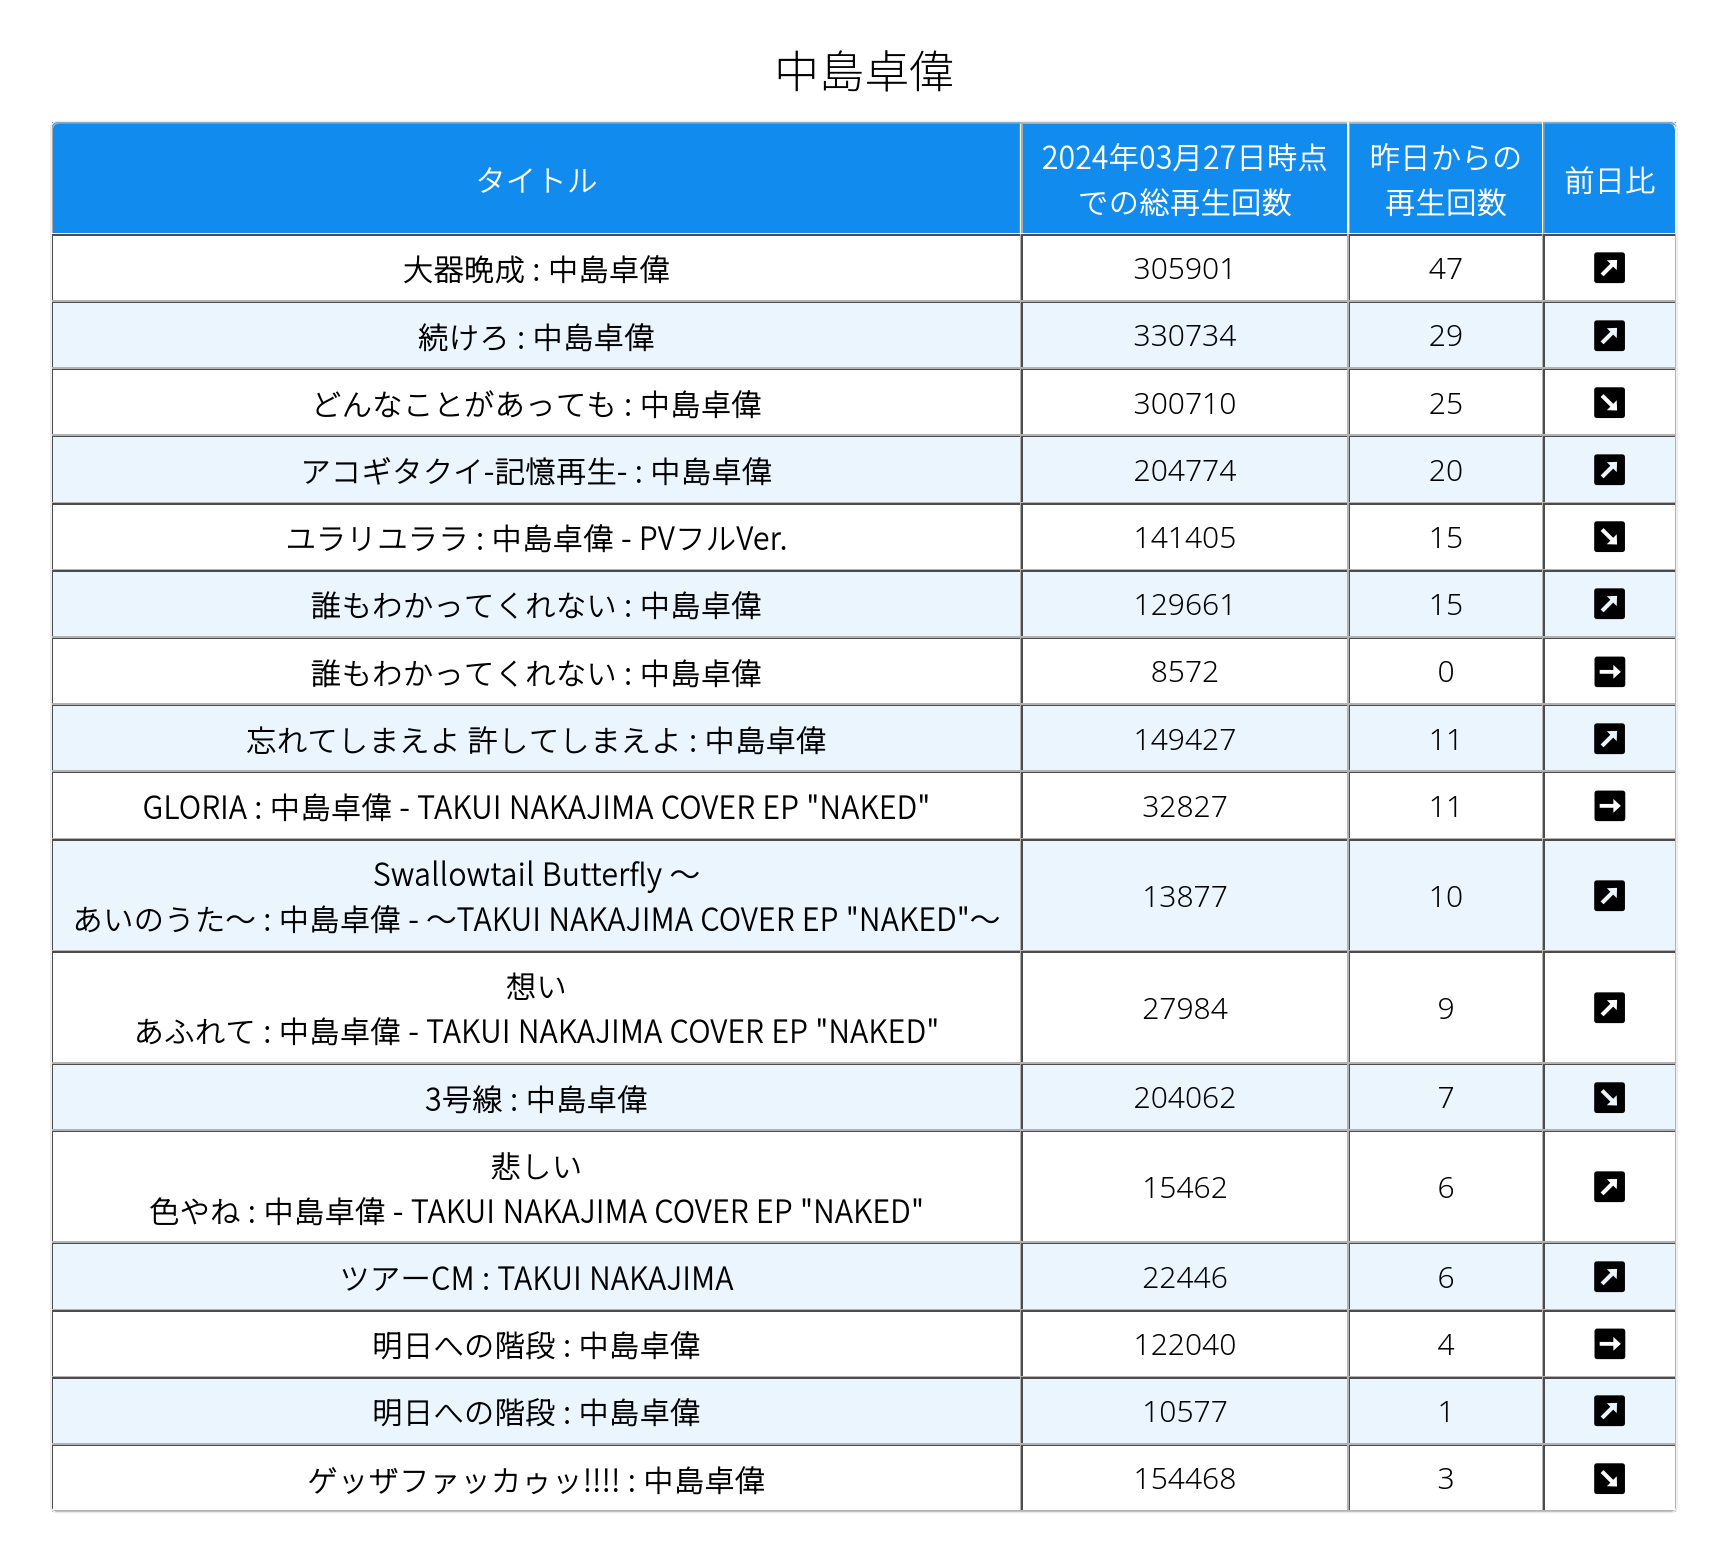 中島卓偉
タイトル
2024年03月27日時点
での総再生回数
昨日からの
再生回数
前日比
大器晩成 : 中島卓偉 305901 47
続けろ : 中島卓偉 330734 29
どんなことがあっても : 中島卓偉 300710 25
アコギタクイ-記憶再生- : 中島卓偉 204774 20
ユラリユララ : 中島卓偉 - PVフルVer. 141405 15
誰もわかってくれない : 中島卓偉 129661 15
誰もわかってくれない : 中島卓偉 8572 0
忘れてしまえよ 許してしまえよ : 中島卓偉 149427 11
GLORIA : 中島卓偉 - TAKUI NAKAJIMA COVER EP "NAKED" 32827 11
Swallowtail Butterfly ～
あいのうた～ : 中島卓偉 - ～TAKUI NAKAJIMA COVER EP "NAKED"～ 13877 10
想い
あふれて : 中島卓偉 - TAKUI NAKAJIMA COVER EP "NAKED" 27984 9
3号線 : 中島卓偉 204062 7
悲しい
色やね : 中島卓偉 - TAKUI NAKAJIMA COVER EP "NAKED" 15462 6
ツアーCM : TAKUI NAKAJIMA 22446 6
明日への階段 : 中島卓偉 122040 4
明日への階段 : 中島卓偉 10577 1
ゲッザファッカゥッ!!!! : 中島卓偉 154468 3